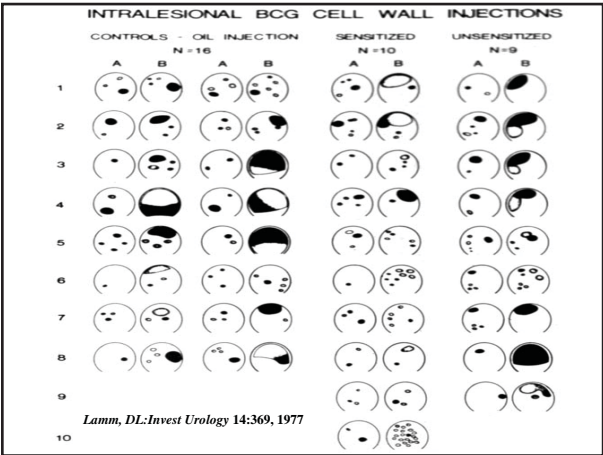 INTRALESIONAL BCG CELL WALL INJECTIONS
CONTROLS - OIL INJECTION SENSITIZED UNSENSITIZED
N=16 N=10 N=9
A B A B A B A B
1
2
3
4
5
6
7
8
9
Lamm, DL:Invest Urology 14:369, 1977
10